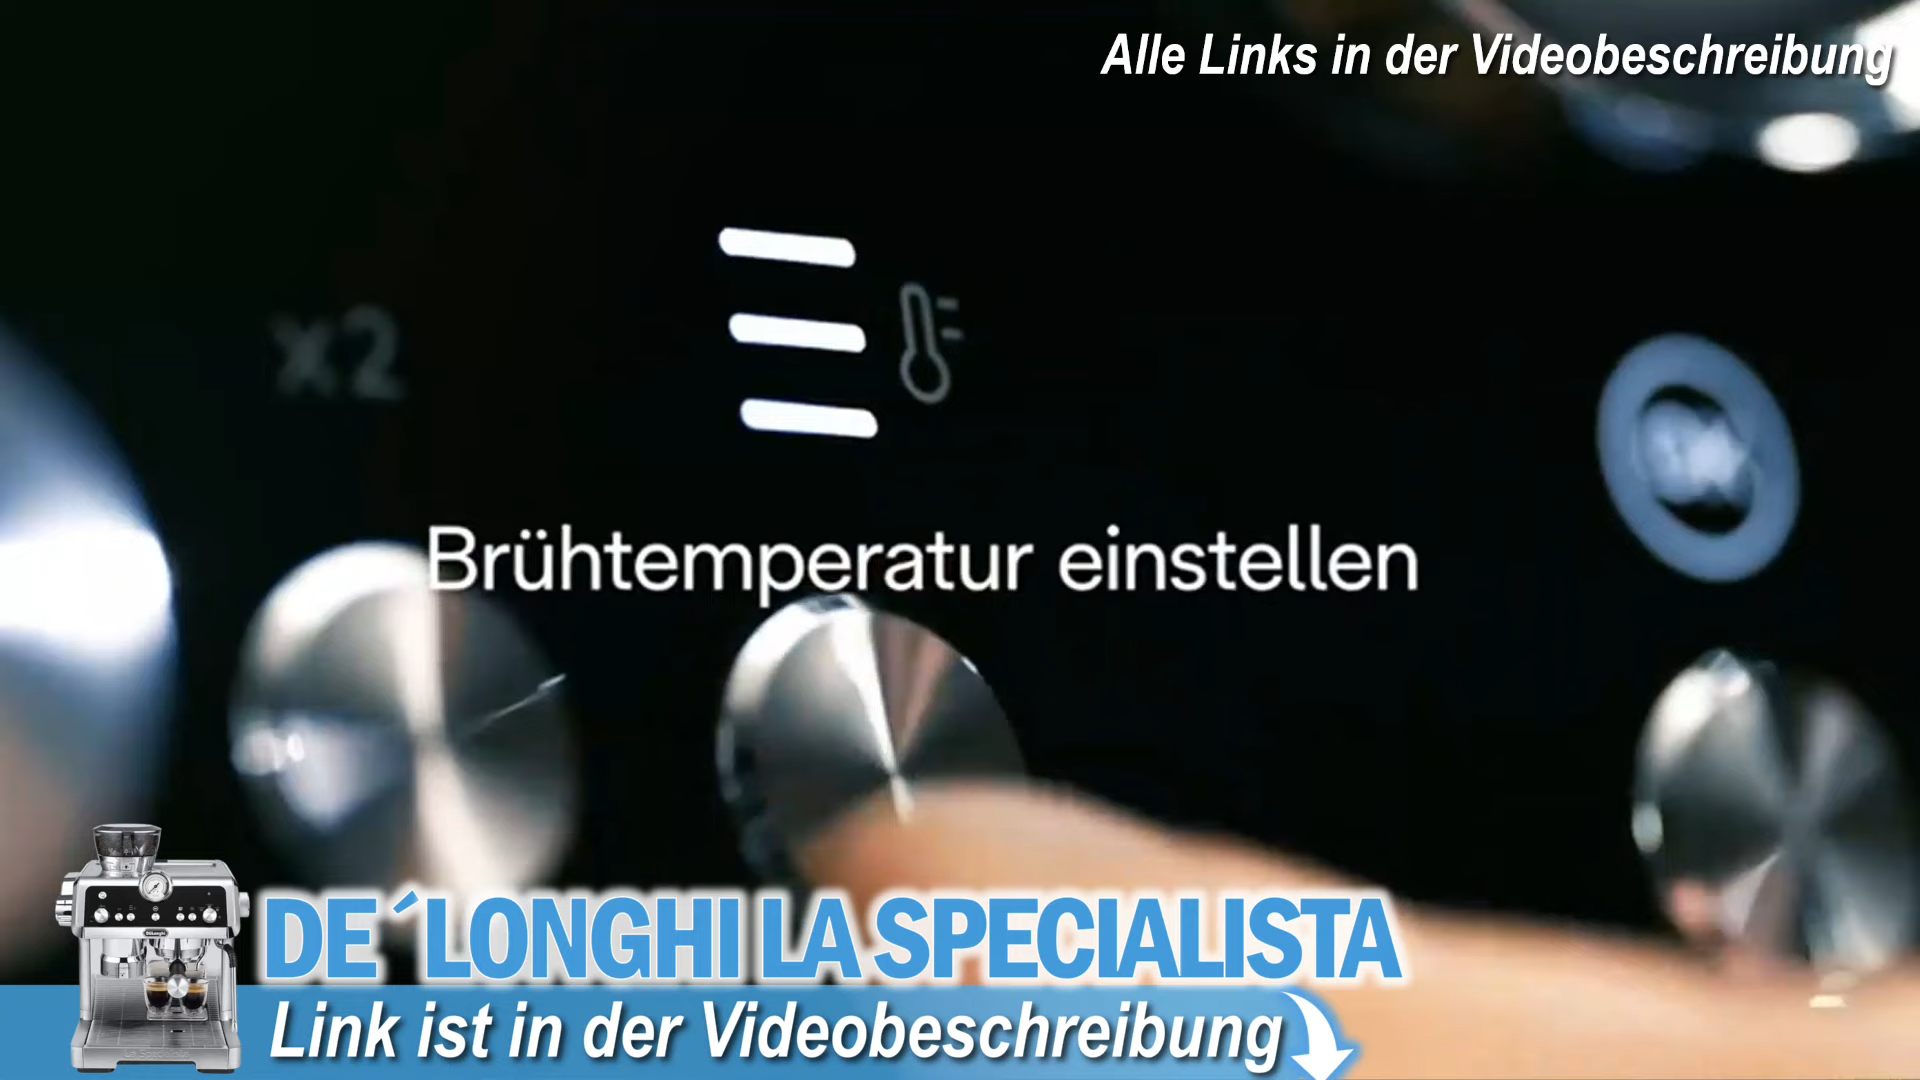 Alle Links in der Videobeschreibung
x2
Brühtemperatur einstellen
DE´LONGHI LA SPECIALISTA
Link ist in der Videobeschreibung